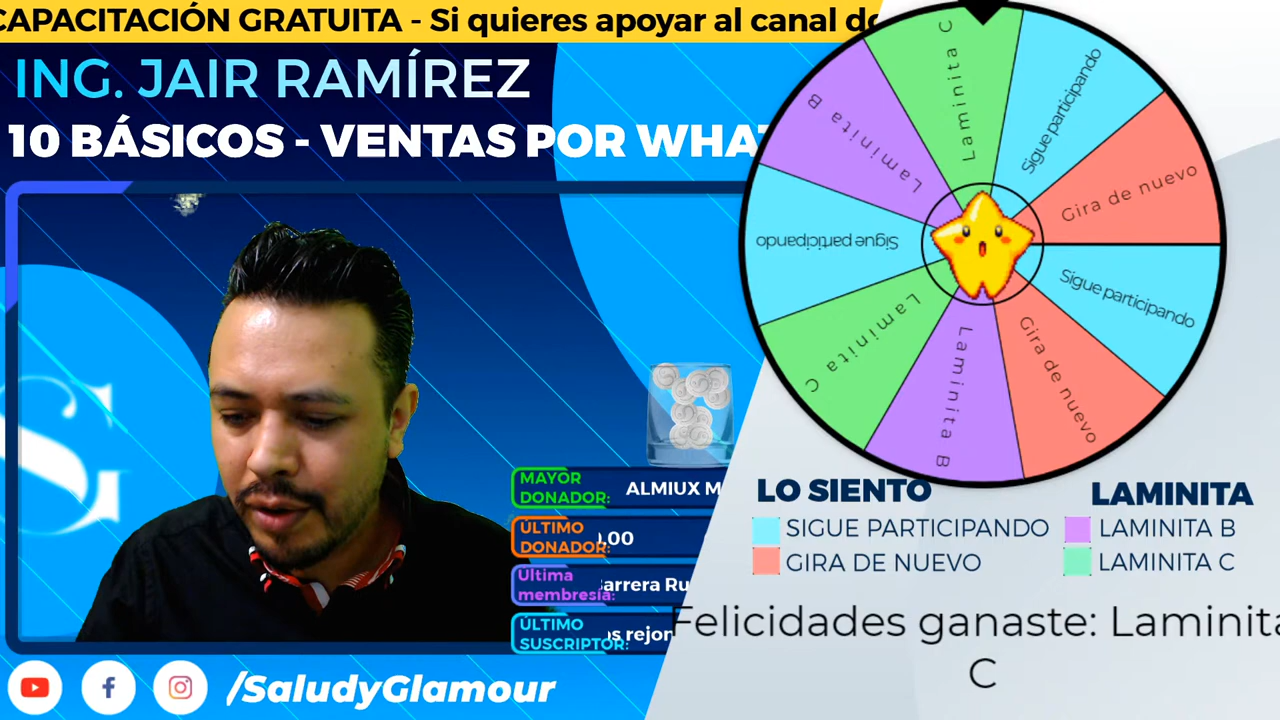 CAPACITACIÓN GRATUITA - Si quieres apoyar al canal do
ING. JAIR RAMÍREZ
10 BÁSICOS - VENTAS POR WHAT
S
MAYOR DONADOR:
ALMIUX M
ÚLTIMO DONADOR:
.00
Última membresía:
arrera Ru
ÚLTIMO SUSCRIPTOR:
os rejon
/SaludyGlamour
Laminita C
Sigue participando
Gira de nuevo
Sigue participando
Gira de nuevo
Laminita B
Laminita C
Sigue participando
Laminita B
LO SIENTO
SIGUE PARTICIPANDO
GIRA DE NUEVO
LAMINITA
LAMINITA B
LAMINITA C
Felicidades ganaste: Laminita
C